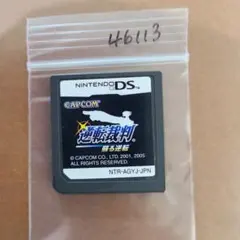 46113
NINTENDO DS
CAPCOM
逆転裁判
蘇る逆転
© CAPCOM CO., LTD. 2001, 2005
ALL RIGHTS RESERVED.
NTR-AGYJ-JPN